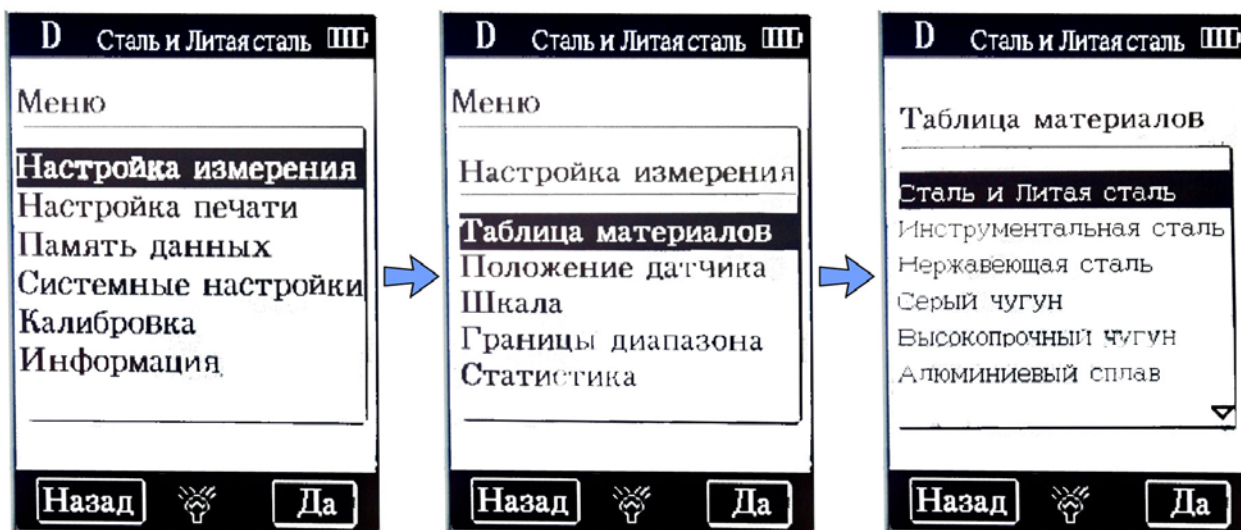 D Сталь и Литая сталь
Меню
Настройка измерения
Настройка печати
Память данных
Системные настройки
Калибровка
Информация
Назад Да
D Сталь и Литая сталь
Меню
Настройка измерения
Таблица материалов
Положение датчика
Шкала
Границы диапазона
Статистика
Назад Да
D Сталь и Литая сталь
Таблица материалов
Сталь и Литая сталь
Инструментальная сталь
Нержавеющая сталь
Серый чугун
Высокопрочный чугун
Алюминиевый сплав
Назад Да